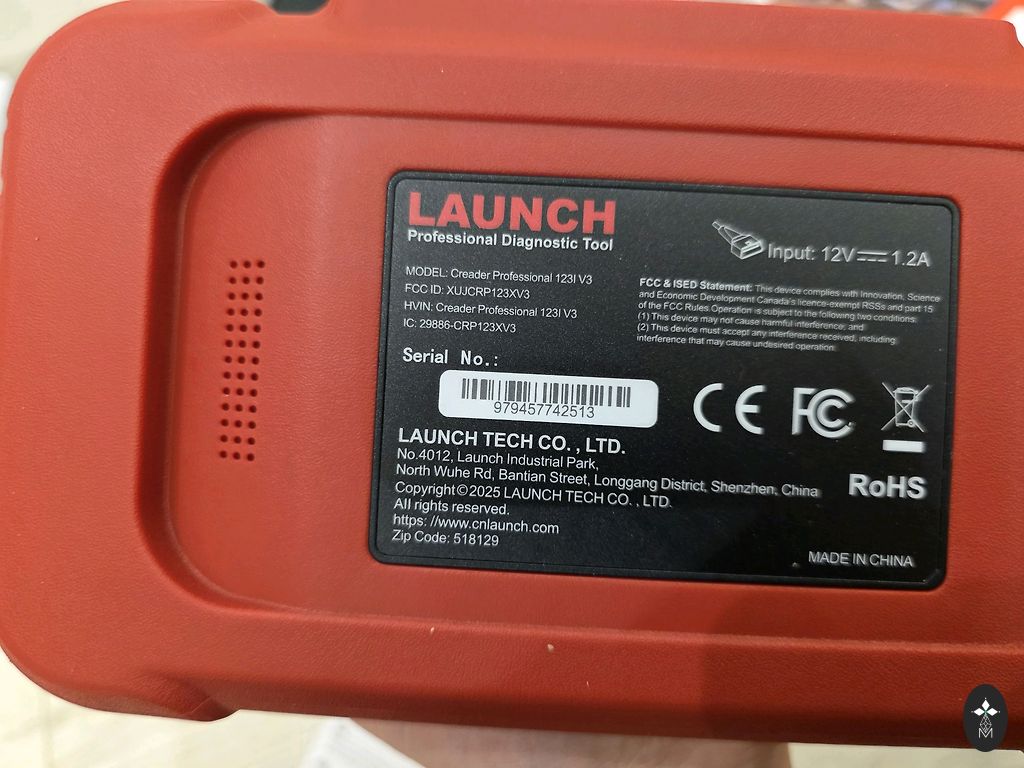 LAUNCH
Professional Diagnostic Tool
Input: 12V 1.2A
MODEL: Creader Professional 123I V3
FCC ID: XUJCRP123XV3
HVIN: Creader Professional 123I V3
IC: 29886-CRP123XV3
FCC & ISED Statement: This device complies with Innovation, Science
and Economic Development Canada's licence-exempt RSSs and part 15
of the FCC Rules.Operation is subject to the following two conditions:
(1) This device may not cause harmful interference; and
(2) This device must accept any interference received, including
interference that may cause undesired operation.
Serial No.:
979457742513
CE FC
LAUNCH TECH CO. , LTD.
No.4012, Launch Industrial Park,
North Wuhe Rd, Bantian Street, Longgang District, Shenzhen, China
Copyright©2025 LAUNCH TECH CO. , LTD.
All rights reserved.
https: //www.cnlaunch.com
Zip Code: 518129
RoHS
MADE IN CHINA
M